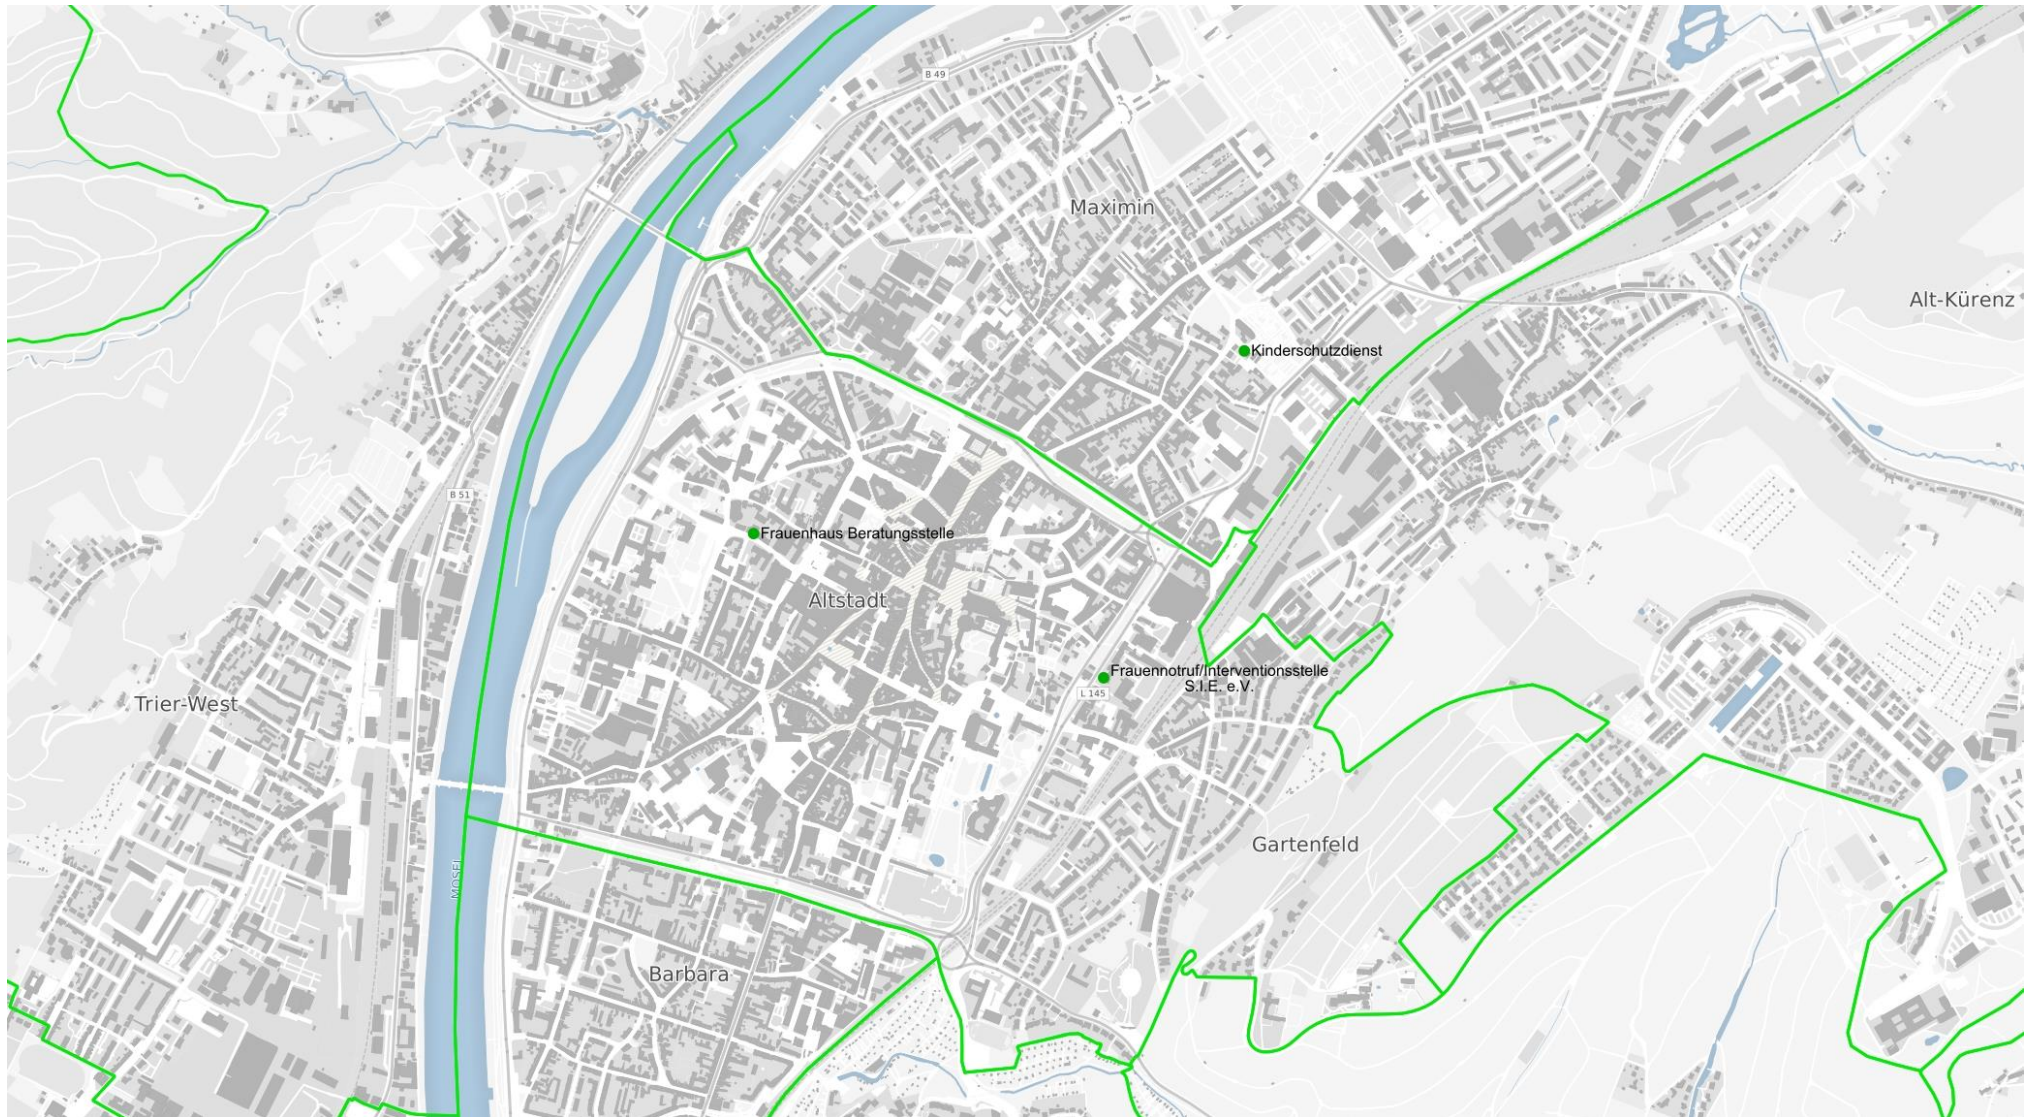 B 49
Maximin
Alt-Kürenz
Kinderschutzdienst
B 51
Frauenhaus Beratungsstelle
Altstadt
Frauennotruf/Interventionsstelle
S.I.E. e.V.
L 145
Trier-West
Gartenfeld
MOSEL
Barbara